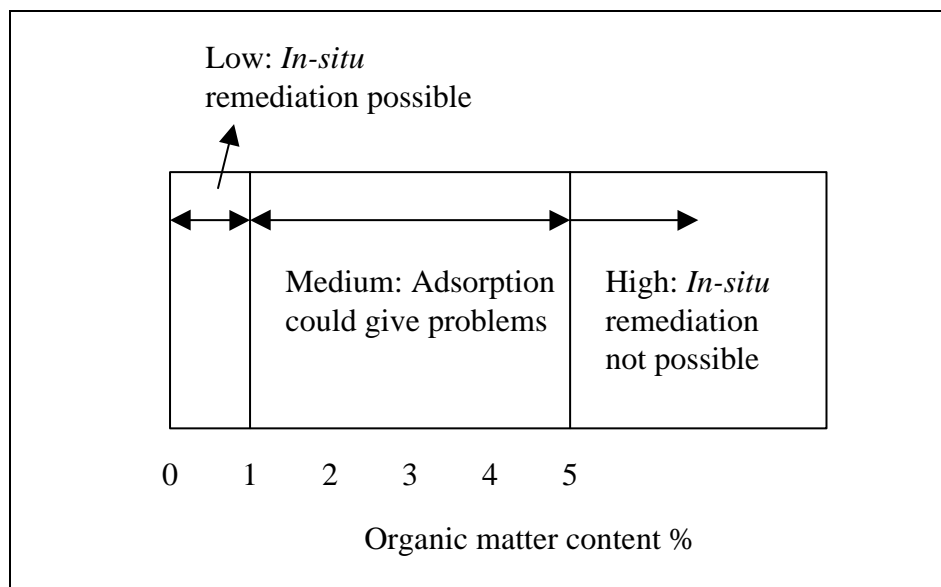 Low: In-situ
remediation possible
Medium: Adsorption
could give problems
High: In-situ
remediation
not possible
0 1 2 3 4 5
Organic matter content %